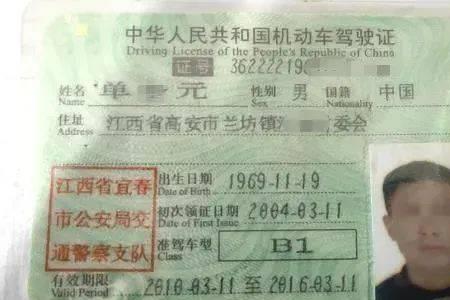 中华人民共和国机动车驾驶证
Driving License of the People's Republic of China
证号 36222219
姓名 单 元 性别 男 国籍 中国
Name Sex Nationality
住址 江西省高安市兰坊镇 委会
Address
出生日期 1969-11-19
Date of Birth
初次领证日期 2004-03-11
Date of First Issue
准驾车型 B1
Class
有效期限 2010-03-11 至 2016-03-11
Valid Period
江西省宜春
市公安局交
通警察支队